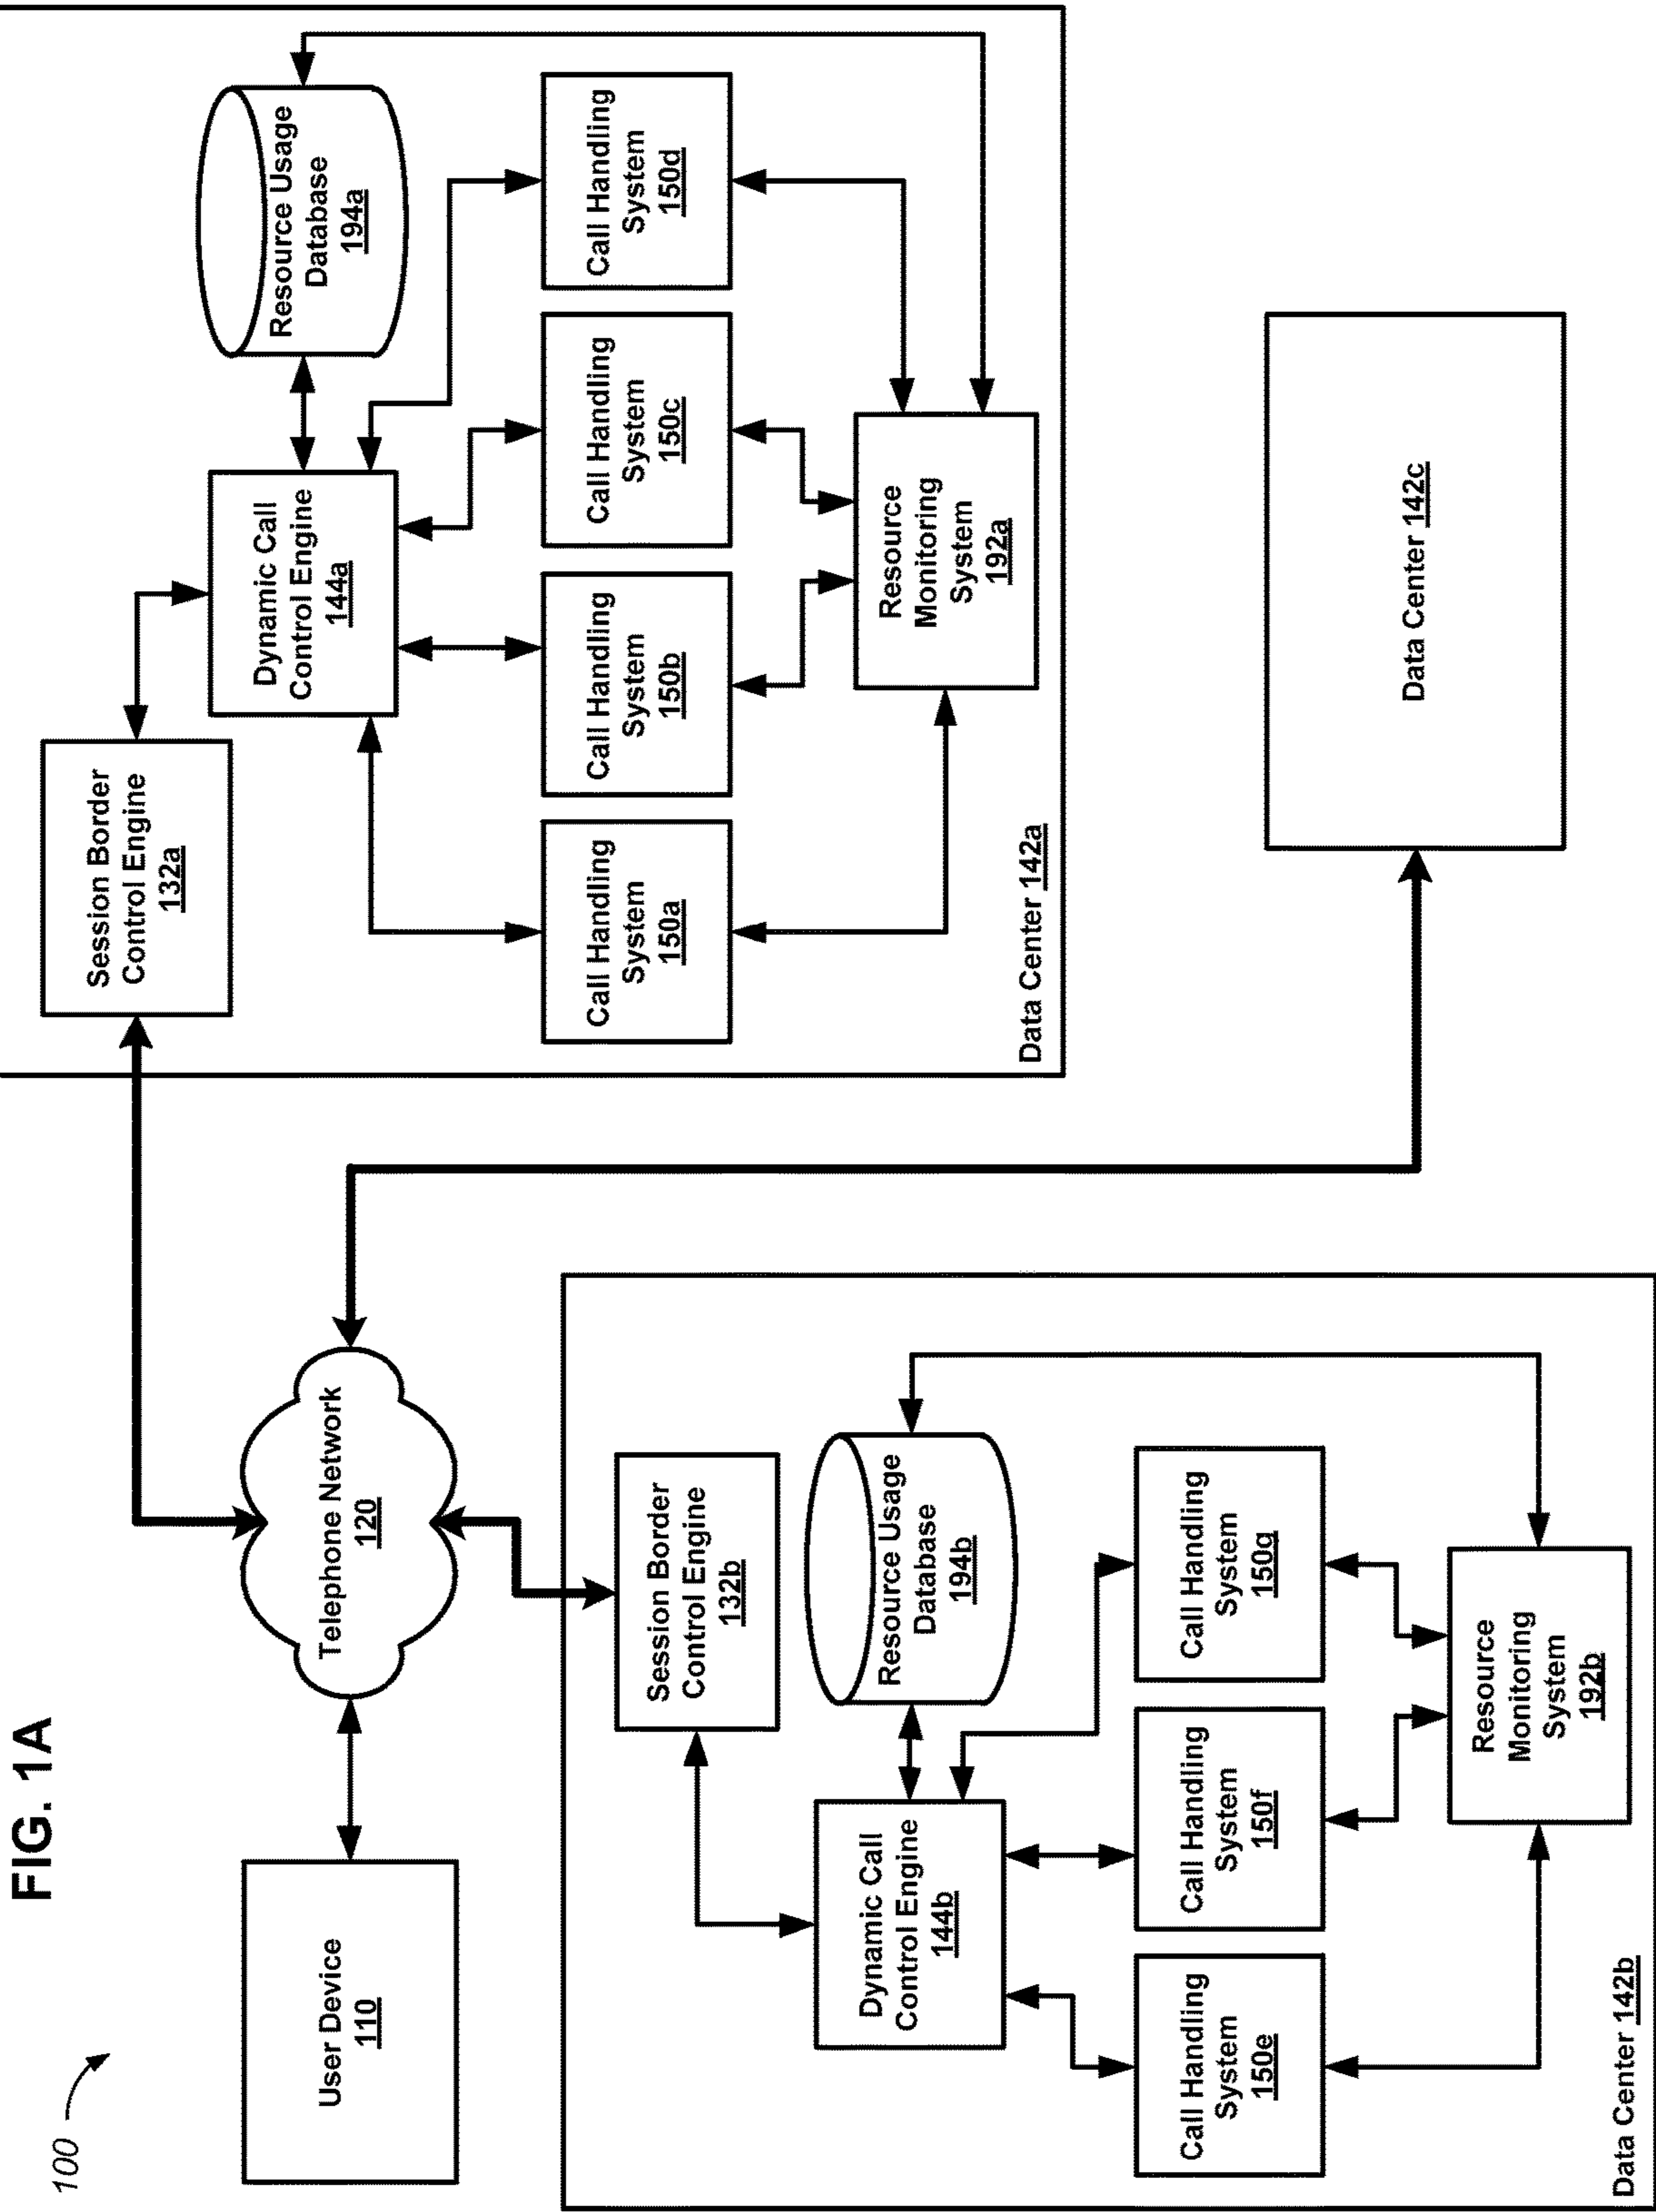 FIG. 1A
100
User Device
110
Telephone Network
120
Session Border
Control Engine
132a
Dynamic Call
Control Engine
144a
Resource Usage
Database
194a
Call Handling
System
150a
Call Handling
System
150b
Call Handling
System
150c
Call Handling
System
150d
Resource
Monitoring
System
192a
Data Center 142a
Session Border
Control Engine
132b
Dynamic Call
Control Engine
144b
Resource Usage
Database
194b
Call Handling
System
150e
Call Handling
System
150f
Call Handling
System
150g
Resource
Monitoring
System
192b
Data Center 142b
Data Center 142c